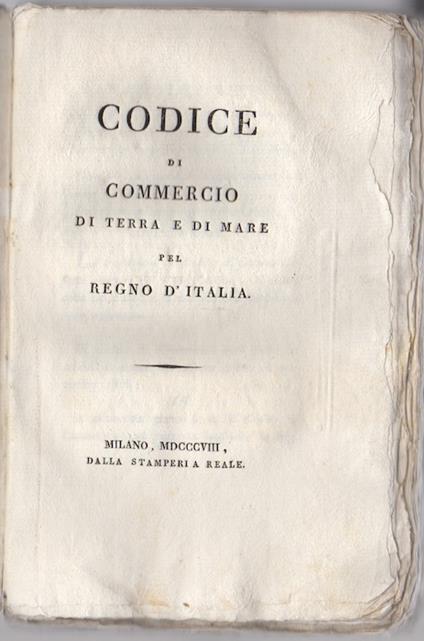 CODICE
DI
COMMERCIO
DI TERRA E DI MARE
PEL
REGNO D'ITALIA.
MILANO, MDCCCVIII,
DALLA STAMPERIA REALE.